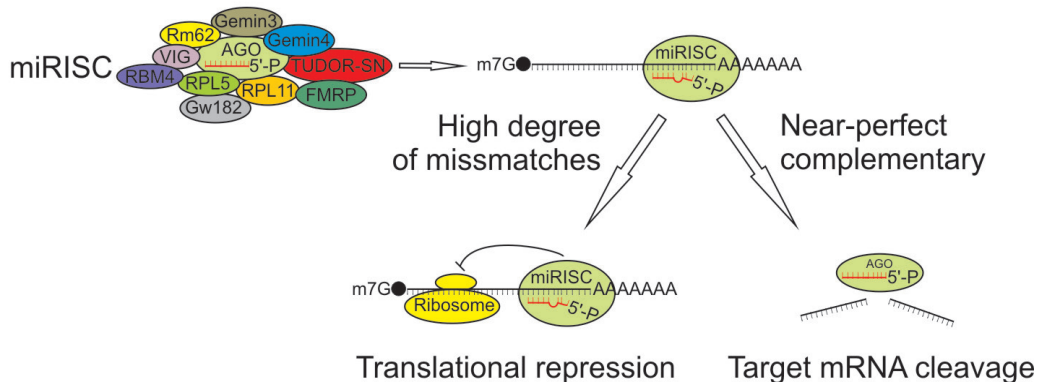 miRISC
Gemin3
Rm62
Gemin4
AGO
VIG
5'-P
TUDOR-SN
RBM4
RPL5
RPL11
FMRP
Gw182
m7G
miRISC
AAAAAAA
5'-P
High degree
of missmatches
Near-perfect
complementary
m7G
Ribosome
miRISC
AAAAAAA
5'-P
AGO
5'-P
Translational repression
Target mRNA cleavage